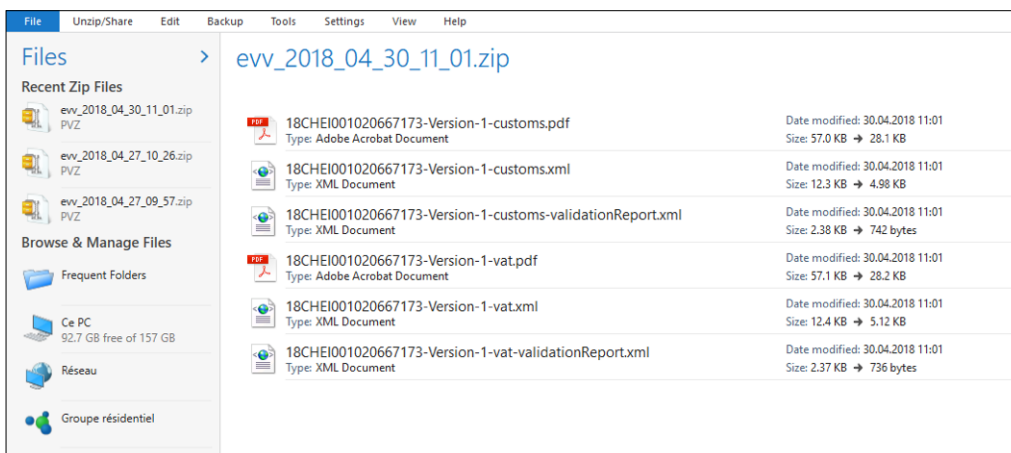 File Unzip/Share Edit Backup Tools Settings View Help
Files
Recent Zip Files
evv_2018_04_30_11_01.zip
PVZ
evv_2018_04_27_10_26.zip
PVZ
evv_2018_04_27_09_57.zip
PVZ
Browse & Manage Files
Frequent Folders
Ce PC
92.7 GB free of 157 GB
Réseau
Groupe résidentiel
evv_2018_04_30_11_01.zip
PDF
18CHEI001020667173-Version-1-customs.pdf
Type: Adobe Acrobat Document
Date modified: 30.04.2018 11:01
Size: 57.0 KB → 28.1 KB
18CHEI001020667173-Version-1-customs.xml
Type: XML Document
Date modified: 30.04.2018 11:01
Size: 12.3 KB → 4.98 KB
18CHEI001020667173-Version-1-customs-validationReport.xml
Type: XML Document
Date modified: 30.04.2018 11:01
Size: 2.38 KB → 742 bytes
PDF
18CHEI001020667173-Version-1-vat.pdf
Type: Adobe Acrobat Document
Date modified: 30.04.2018 11:01
Size: 57.1 KB → 28.2 KB
18CHEI001020667173-Version-1-vat.xml
Type: XML Document
Date modified: 30.04.2018 11:01
Size: 12.4 KB → 5.12 KB
18CHEI001020667173-Version-1-vat-validationReport.xml
Type: XML Document
Date modified: 30.04.2018 11:01
Size: 2.37 KB → 736 bytes